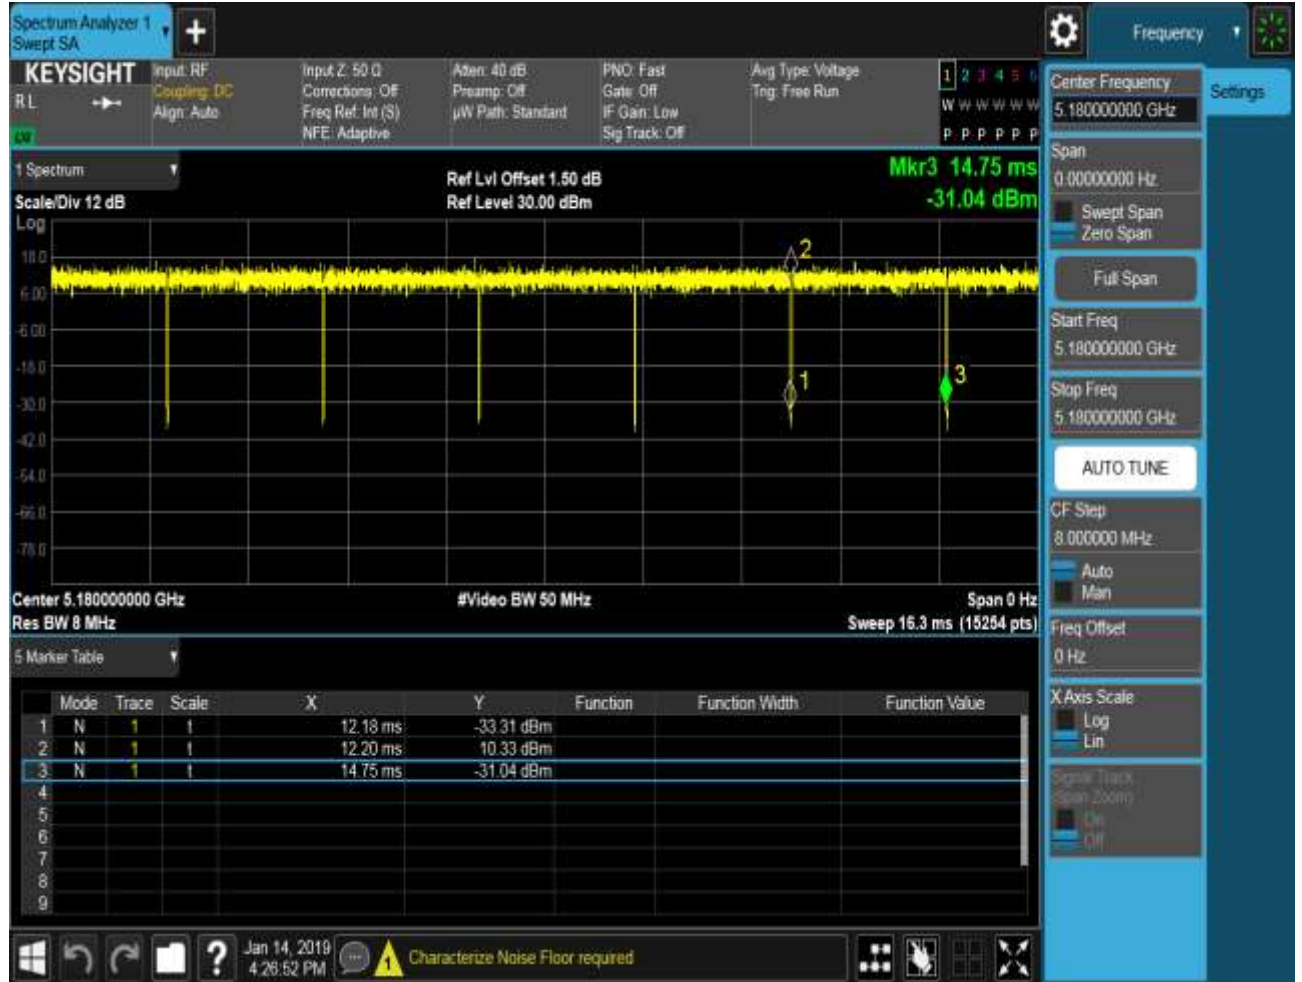 Spectrum Analyzer 1
Swept SA
+
Frequency
KEYSIGHT
RL
Input: RF
Coupling: DC
Align: Auto
Input Z: 50 Ω
Corrections: Off
Freq Ref: Int (S)
NFE: Adaptive
Atten: 40 dB
Preamp: Off
µW Path: Standard
PNO: Fast
Gate: Off
IF Gain: Low
Sig Track: Off
Avg Type: Voltage
Trig: Free Run
1 2 3 4 5 6
W W W W W W
P P P P P P
1 Spectrum
Scale/Div 12 dB
Log
Ref Lvl Offset 1.50 dB
Ref Level 30.00 dBm
Mkr3 14.75 ms
-31.04 dBm
18.0
6.00
-6.00
-18.0
-30.0
-42.0
-54.0
-66.0
-78.0
2
1
3
Center 5.180000000 GHz
#Video BW 50 MHz
Span 0 Hz
Res BW 8 MHz
Sweep 16.3 ms (15254 pts)
5 Marker Table
Mode Trace Scale X Y Function Function Width Function Value
1 N 1 t 12.18 ms -33.31 dBm
2 N 1 t 12.20 ms 10.33 dBm
3 N 1 t 14.75 ms -31.04 dBm
4
5
6
7
8
9
?
Jan 14, 2019
4:26:52 PM
1
Characterize Noise Floor required
Center Frequency
5.180000000 GHz
Settings
Span
0.00000000 Hz
Swept Span
Zero Span
Full Span
Start Freq
5.180000000 GHz
Stop Freq
5.180000000 GHz
AUTO TUNE
CF Step
8.000000 MHz
Auto
Man
Freq Offset
0 Hz
X Axis Scale
Log
Lin
Signal Track
(Span Zoom)
On
Off